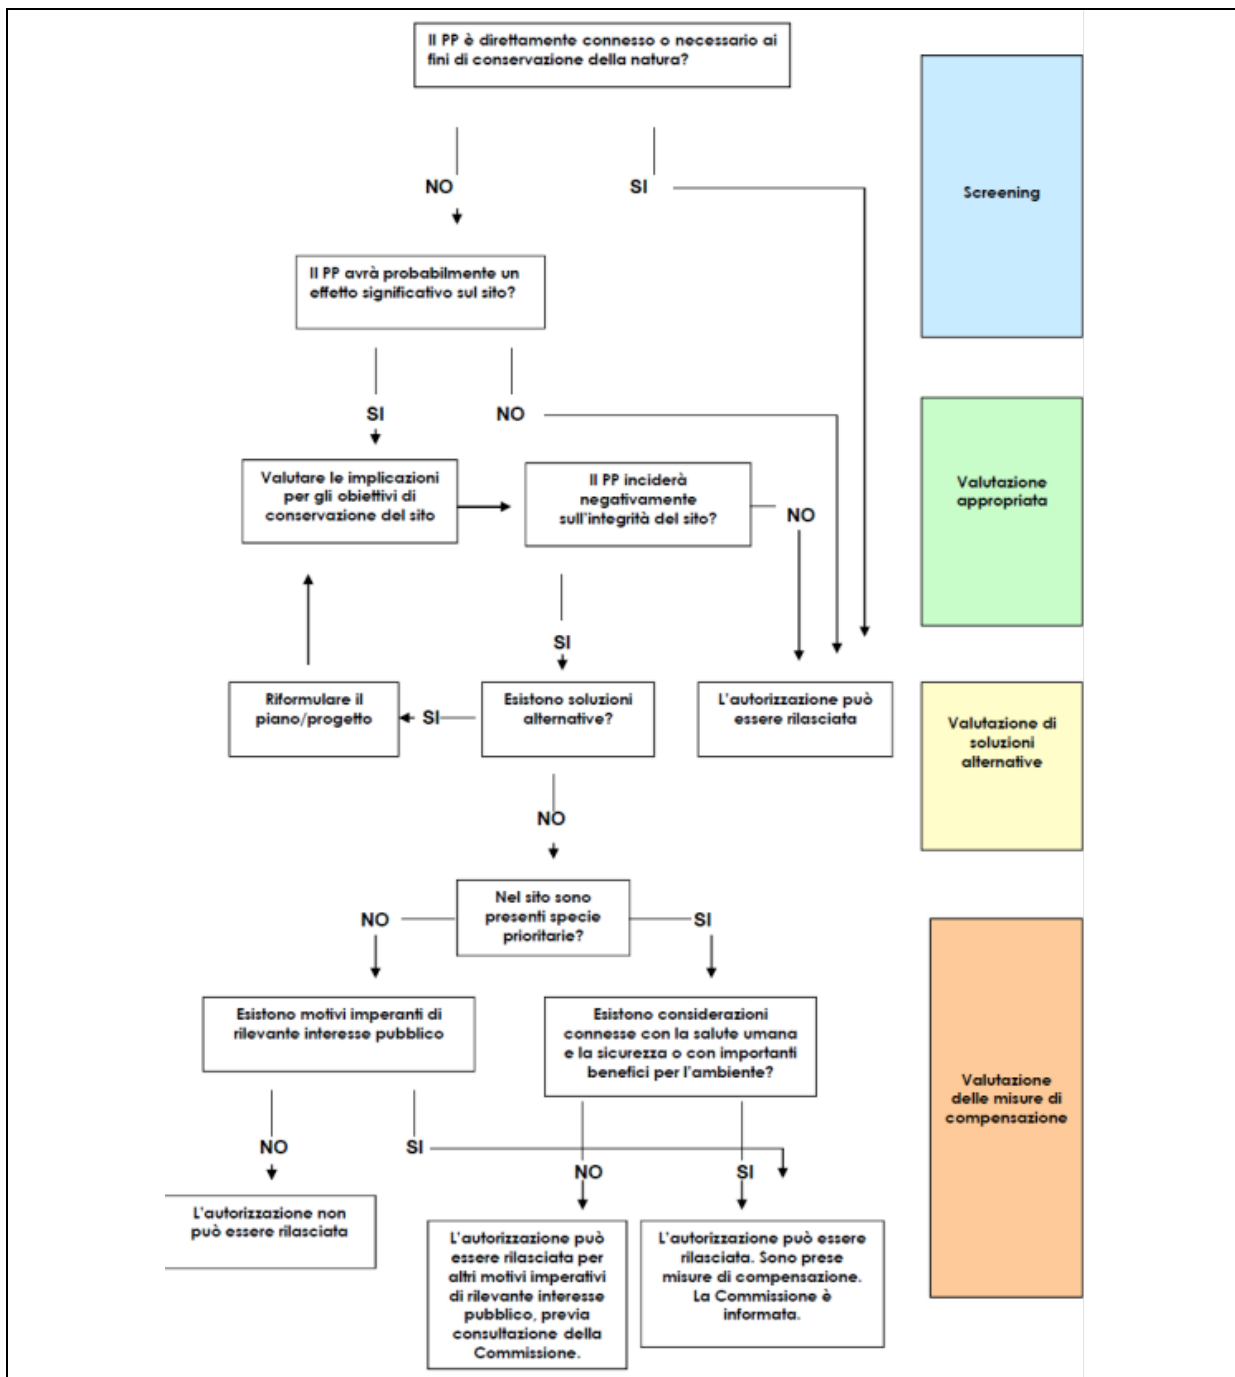 Il PP è direttamente connesso o necessario ai
fini di conservazione della natura?
Screening
NO
SI
Il PP avrà probabilmente un
effetto significativo sul sito?
SI
NO
Valutare le implicazioni
per gli obiettivi di
conservazione del sito
Il PP inciderà
negativamente
sull'integrità del sito?
NO
Valutazione
appropriata
SI
Riformulare il
piano/progetto
SI
Esistono soluzioni
alternative?
L'autorizzazione può
essere rilasciata
Valutazione di
soluzioni
alternative
NO
Nel sito sono
presenti specie
prioritarie?
NO
SI
Esistono motivi imperanti di
rilevante interesse pubblico
Esistono considerazioni
connesse con la salute umana
e la sicurezza o con importanti
benefici per l'ambiente?
Valutazione
delle misure di
compensazione
NO
SI
NO
SI
L'autorizzazione non
può essere rilasciata
L'autorizzazione può
essere rilasciata per
altri motivi imperativi
di rilevante interesse
pubblico, previa
consultazione della
Commissione.
L'autorizzazione può essere
rilasciata. Sono prese
misure di compensazione.
La Commissione è
informata.